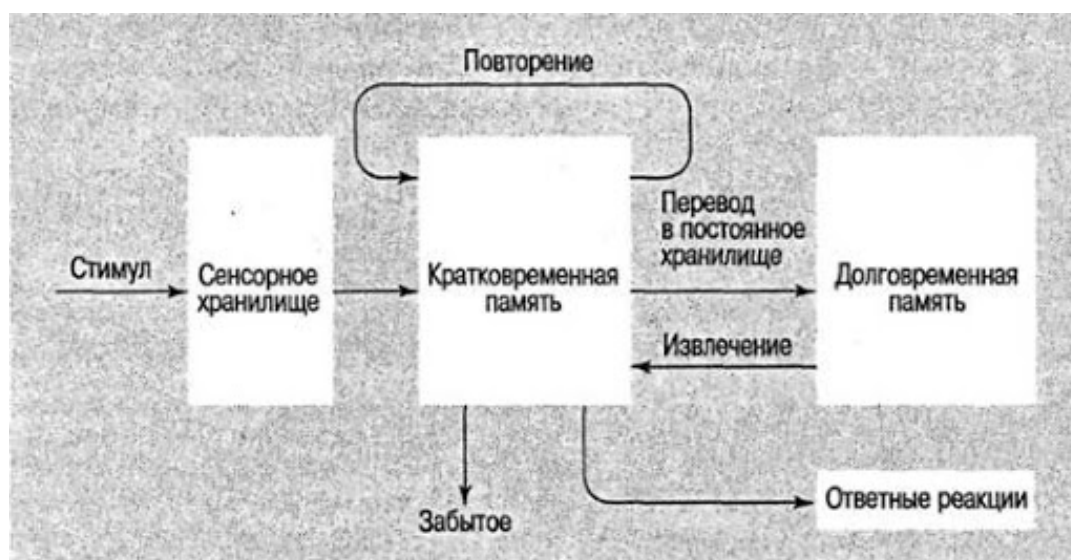 Повторение
Перевод
в постоянное
хранилище
Стимул
Сенсорное
хранилище
Кратковременная
память
Долговременная
память
Извлечение
Забытое
Ответные реакции